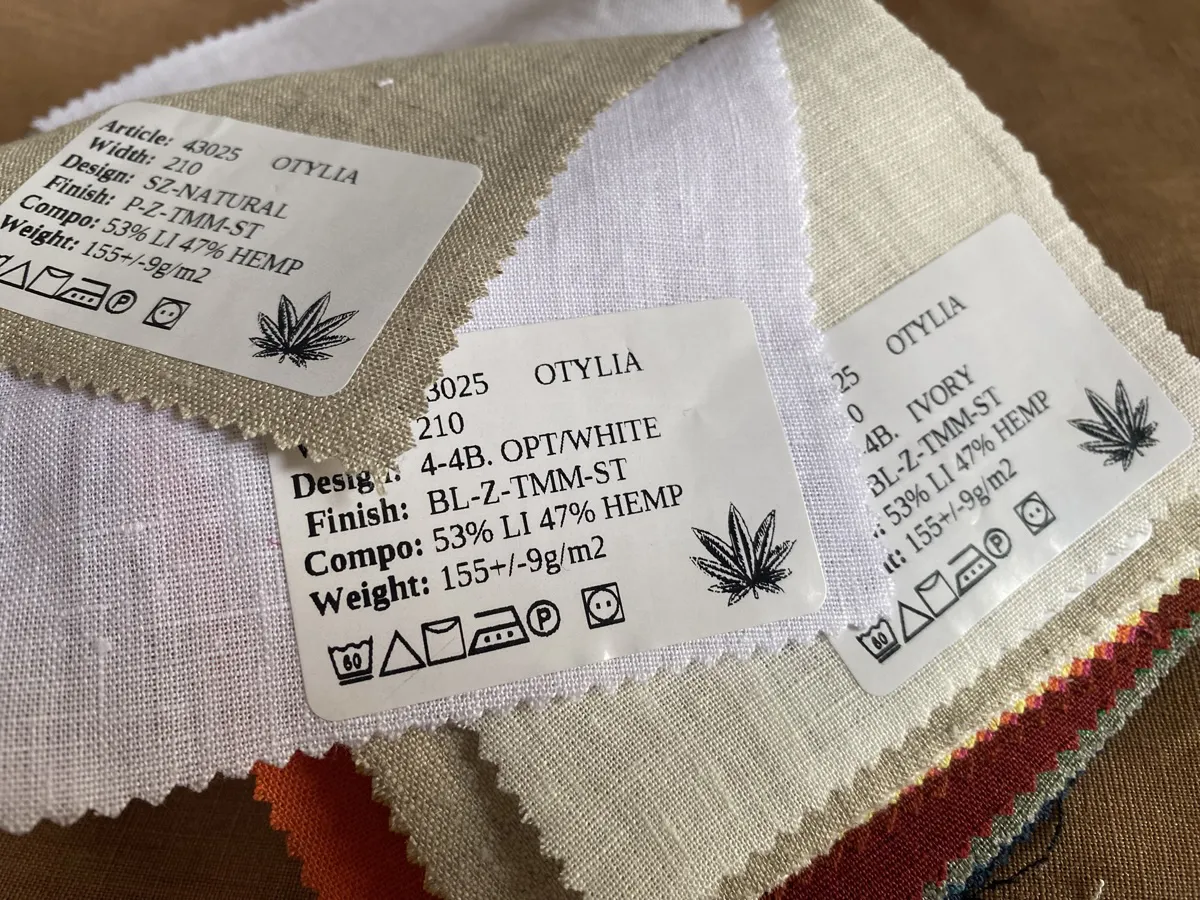 Article: 43025 OTYLIA
Width: 210
Design: SZ-NATURAL
Finish: P-Z-TMM-ST
Compo: 53% LI 47% HEMP
Weight: 155+/-9g/m2
P
3025 OTYLIA
210
Design: 4-4B. OPT/WHITE
Finish: BL-Z-TMM-ST
Compo: 53% LI 47% HEMP
Weight: 155+/-9g/m2
60 P
25 OTYLIA
0
4B. IVORY
BL-Z-TMM-ST
53% LI 47% HEMP
155+/-9g/m2
60 P